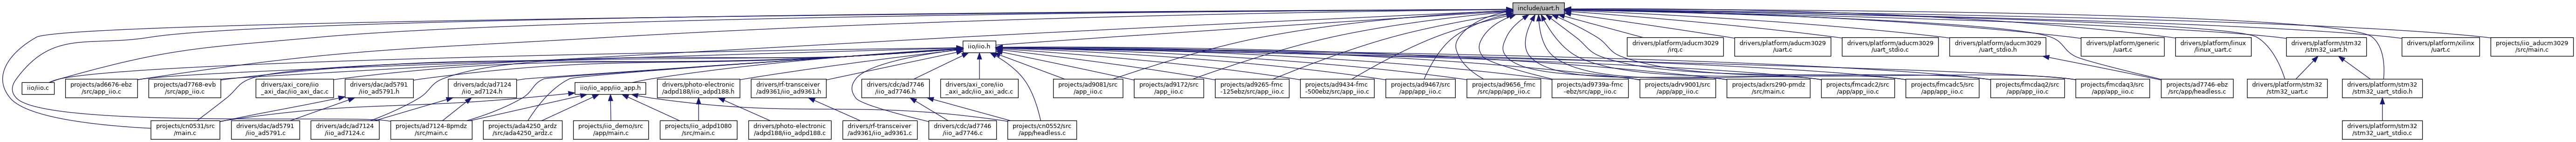 include/uart.h
iio/iio.h
drivers/platform/aducm3029
/irq.c
drivers/platform/aducm3029
/uart.c
drivers/platform/aducm3029
/uart_stdio.c
drivers/platform/aducm3029
/uart_stdio.h
drivers/platform/generic
/uart.c
drivers/platform/linux
/linux_uart.c
drivers/platform/stm32
/stm32_uart.h
drivers/platform/xilinx
/uart.c
projects/iio_aducm3029
/src/main.c
iio/iio.c
projects/ad6676-ebz
/src/app_iio.c
projects/ad7768-evb
/src/app_iio.c
drivers/axi_core/iio
_axi_dac/iio_axi_dac.c
drivers/dac/ad5791
/iio_ad5791.h
drivers/adc/ad7124
/iio_ad7124.h
iio/iio_app/iio_app.h
drivers/photo-electronic
/adpd188/iio_adpd188.h
drivers/rf-transceiver
/ad9361/iio_ad9361.h
drivers/cdc/ad7746
/iio_ad7746.h
drivers/axi_core/iio
_axi_adc/iio_axi_adc.c
projects/ad9081/src
/app_iio.c
projects/ad9172/src
/app_iio.c
projects/ad9265-fmc
-125ebz/src/app_iio.c
projects/ad9434-fmc
-500ebz/src/app_iio.c
projects/ad9467/src
/app/app_iio.c
projects/ad9656_fmc
/src/app/app_iio.c
projects/ad9739a-fmc
-ebz/src/app_iio.c
projects/adrv9001/src
/app/app_iio.c
projects/adxrs290-pmdz
/src/main.c
projects/fmcadc2/src
/app/app_iio.c
projects/fmcadc5/src
/app/app_iio.c
projects/fmcdaq2/src
/app/app_iio.c
projects/fmcdaq3/src
/app/app_iio.c
projects/ad7746-ebz
/src/app/headless.c
drivers/platform/stm32
/stm32_uart.c
drivers/platform/stm32
/stm32_uart_stdio.h
projects/cn0531/src
/main.c
drivers/dac/ad5791
/iio_ad5791.c
drivers/adc/ad7124
/iio_ad7124.c
projects/ad7124-8pmdz
/src/main.c
projects/ada4250_ardz
/src/ada4250_ardz.c
projects/iio_demo/src
/app/main.c
projects/iio_adpd1080
/src/main.c
drivers/photo-electronic
/adpd188/iio_adpd188.c
drivers/rf-transceiver
/ad9361/iio_ad9361.c
drivers/cdc/ad7746
/iio_ad7746.c
projects/cn0552/src
/app/headless.c
drivers/platform/stm32
/stm32_uart_stdio.c